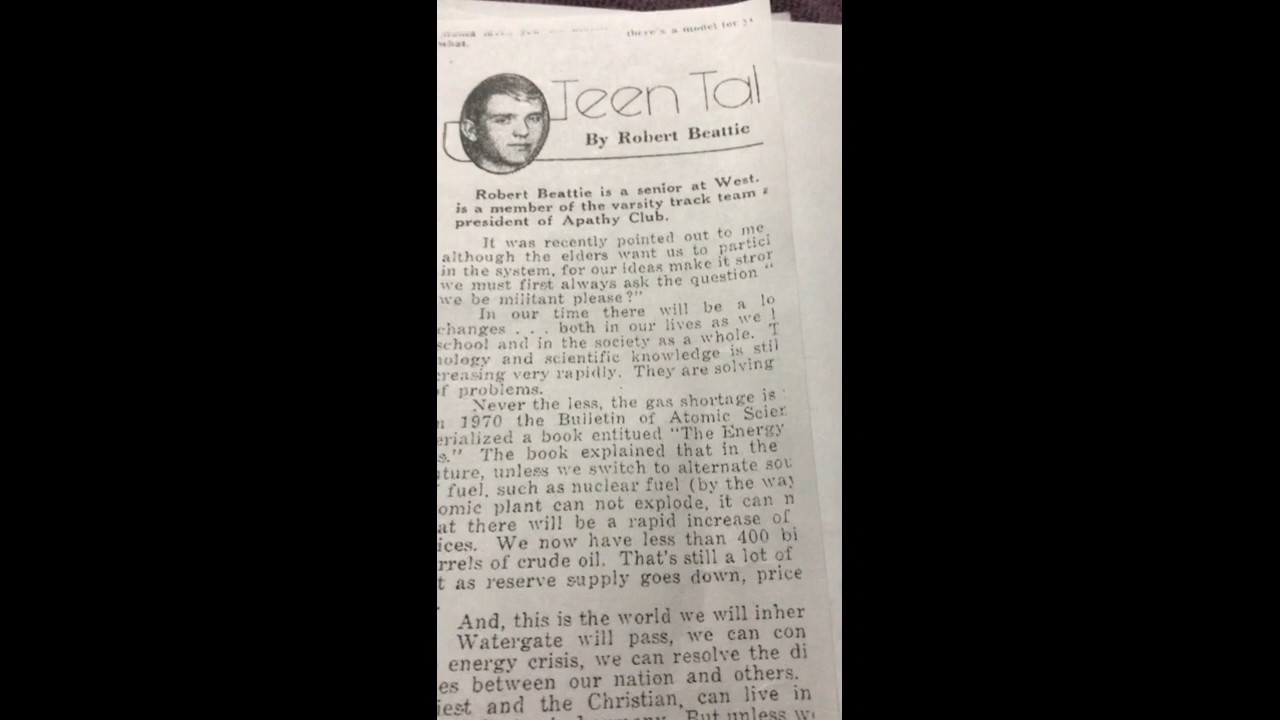 there's a model for
what.
Teen Tal
By Robert Beattie
Robert Beattie is a senior at West.
is a member of the varsity track team
president of Apathy Club.
It was recently pointed out to me
although the elders want us to partici
in the system, for our ideas make it stror
we must first always ask the question "
we be militant please?"
In our time there will be a lo
changes . . . both in our lives as we
school and in the society as a whole. T
nology and scientific knowledge is stil
creasing very rapidly. They are solving
of problems.
Never the less, the gas shortage is
n 1970 the Bulletin of Atomic Scier
erialized a book entitued "The Energy
s." The book explained that in the
uture, unless we switch to alternate sou
fuel, such as nuclear fuel (by the way
omic plant can not explode, it can n
at there will be a rapid increase of
ices. We now have less than 400 bi
rrels of crude oil. That's still a lot of
t as reserve supply goes down, price
And, this is the world we will inher
Watergate will pass, we can con
energy crisis, we can resolve the di
es between our nation and others.
iest and the Christian, can live in
But unless